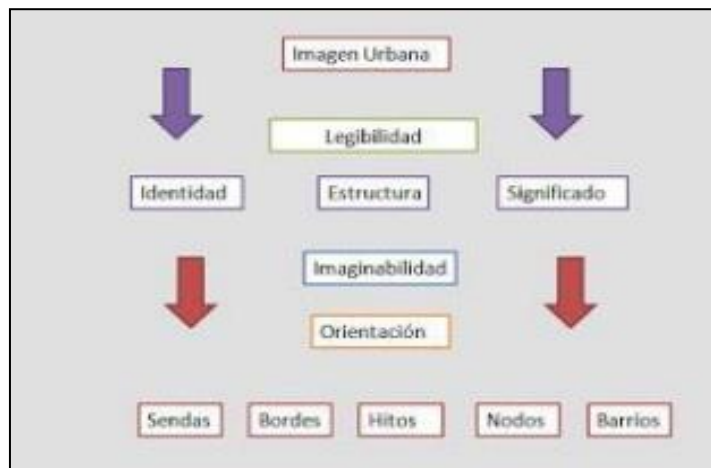 Imagen Urbana
Legibilidad
Identidad
Estructura
Significado
Imaginabilidad
Orientación
Sendas
Bordes
Hitos
Nodos
Barrios